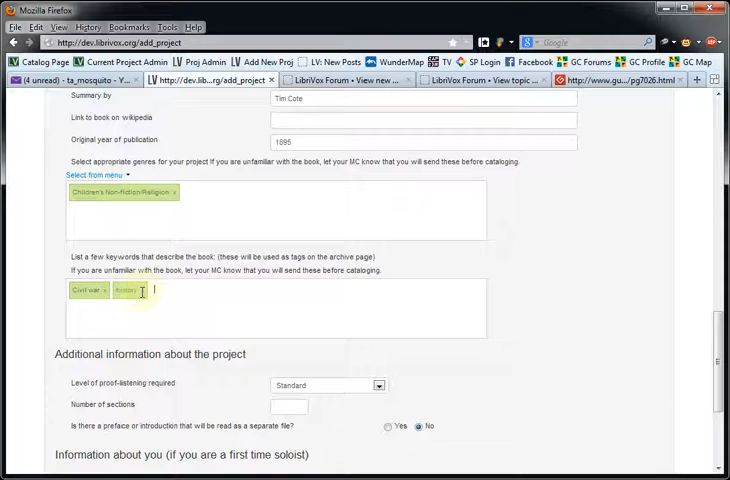 Mozilla Firefox
File Edit View History Bookmarks Tools Help
http://dev.librivox.org/add_project
Google
Catalog Page Current Project Admin Proj Admin Add New Proj LV: News Posts WunderMap TV SP Login Facebook GC Forums GC Profile GC Map
(4 unread) - ta_mosquito - Y... http://dev.lib...rg/add_project LibriVox Forum • View new ... LibriVox Forum • View topic ... http://www.gu.../pg7026.html
Summary by Tim Cote
Link to book on wikipedia
Original year of publication 1895
Select appropriate genres for your project If you are unfamiliar with the book, let your MC know that you will send these before cataloging.
Select from menu
Children's Non-fiction/Religion x
List a few keywords that describe the book: (these will be used as tags on the archive page)
If you are unfamiliar with the book, let your MC know that you will send these before cataloging.
Civil war x history
Additional information about the project
Level of proof-listening required Standard
Number of sections
Is there a preface or introduction that will be read as a separate file? Yes No
Information about you (if you are a first time soloist)